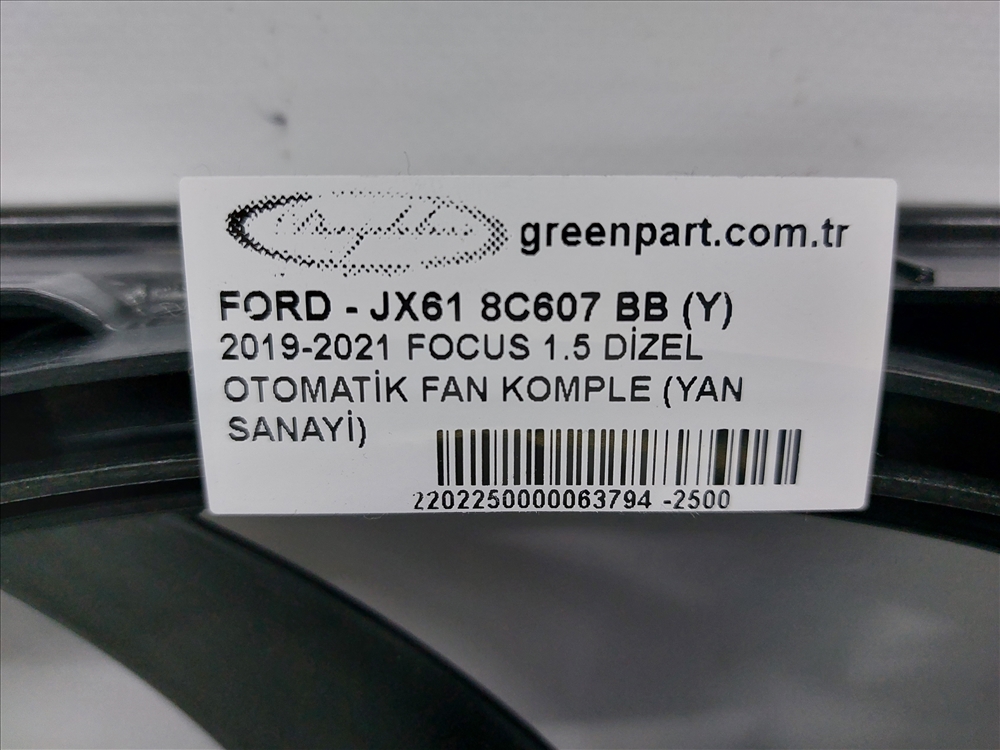 greenpart.com.tr
FORD - JX61 8C607 BB (Y)
2019-2021 FOCUS 1.5 DİZEL
OTOMATİK FAN KOMPLE (YAN
SANAYİ)
2202250000063794 -2500